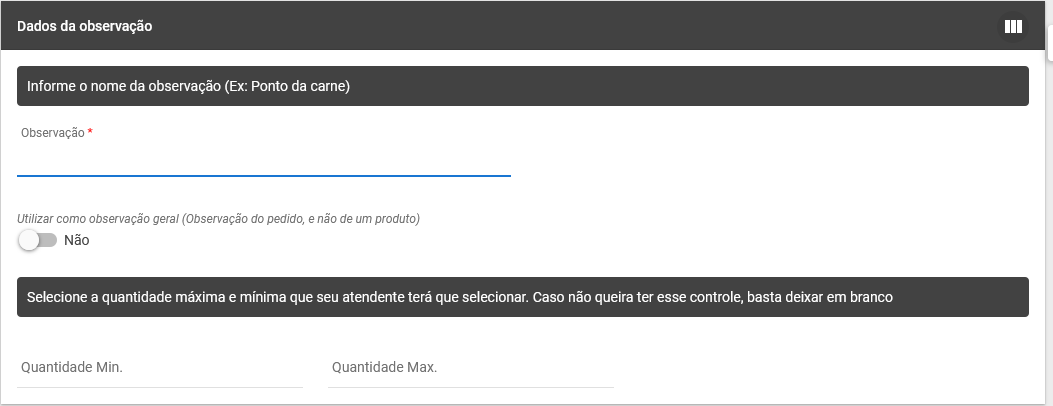 Dados da observação
Informe o nome da observação (Ex: Ponto da carne)
Observação *
Utilizar como observação geral (Observação do pedido, e não de um produto)
Não
Selecione a quantidade máxima e mínima que seu atendente terá que selecionar. Caso não queira ter esse controle, basta deixar em branco
Quantidade Min.
Quantidade Max.